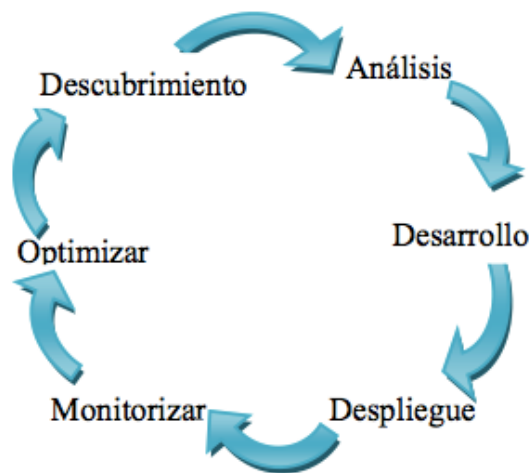 Descubrimiento
Análisis
Desarrollo
Despliegue
Monitorizar
Optimizar